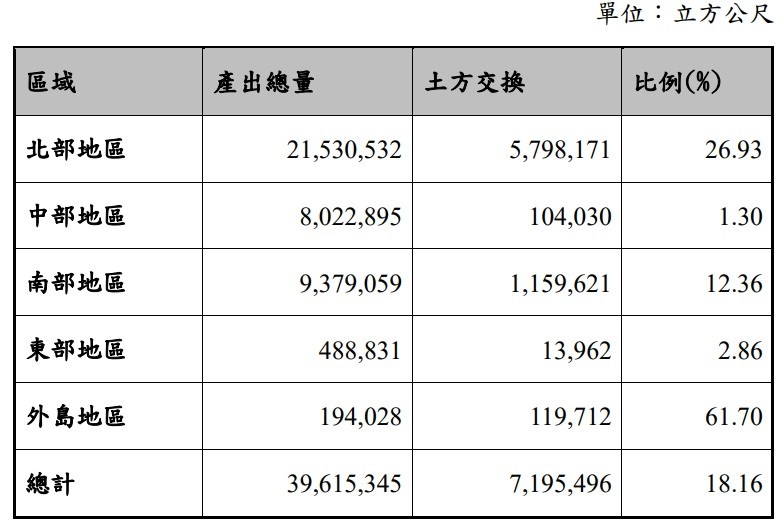 單位：立方公尺
區域 產出總量 土方交換 比例(%)
北部地區 21,530,532 5,798,171 26.93
中部地區 8,022,895 104,030 1.30
南部地區 9,379,059 1,159,621 12.36
東部地區 488,831 13,962 2.86
外島地區 194,028 119,712 61.70
總計 39,615,345 7,195,496 18.16